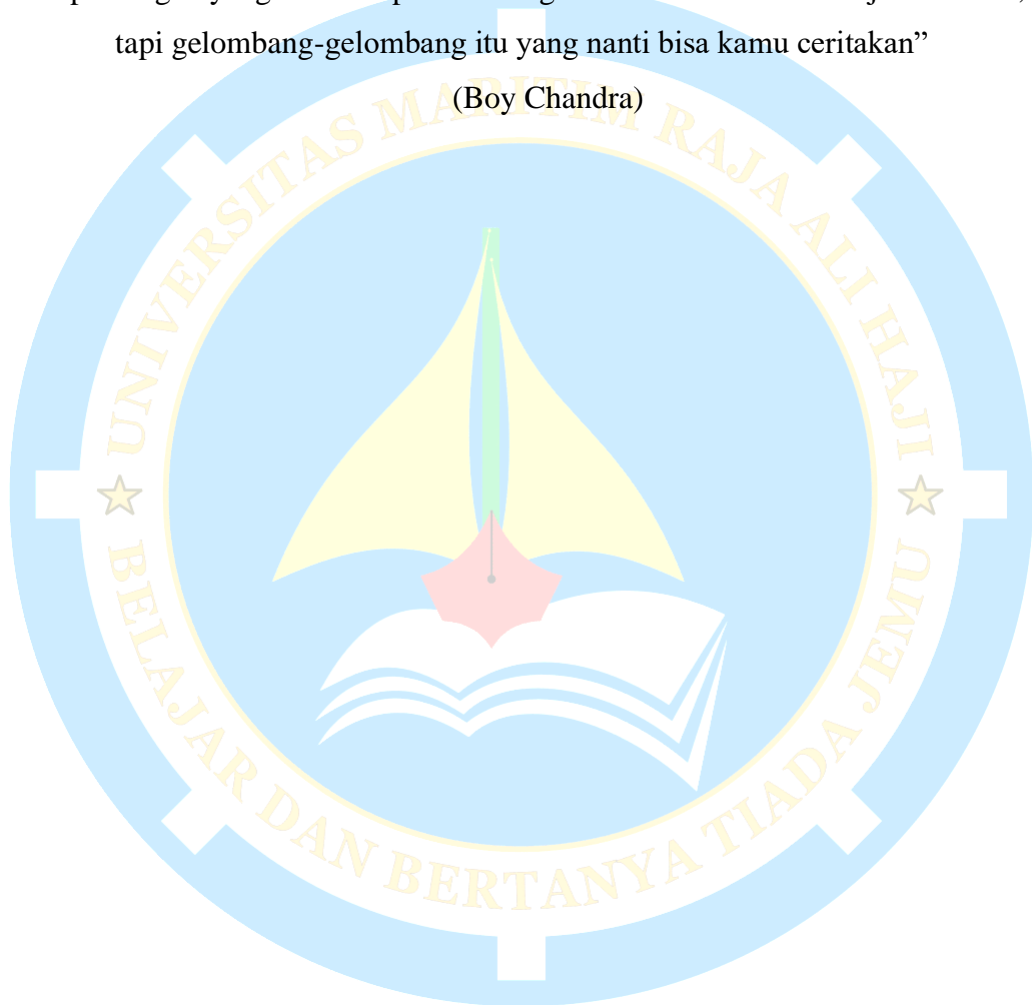 tapi gelombang-gelombang itu yang nanti bisa kamu ceritakan”
(Boy Chandra)
UNIVERSITAS MARITIM RAJA ALI HAJI
BELAJAR DAN BERTANYA TIADA JEMU